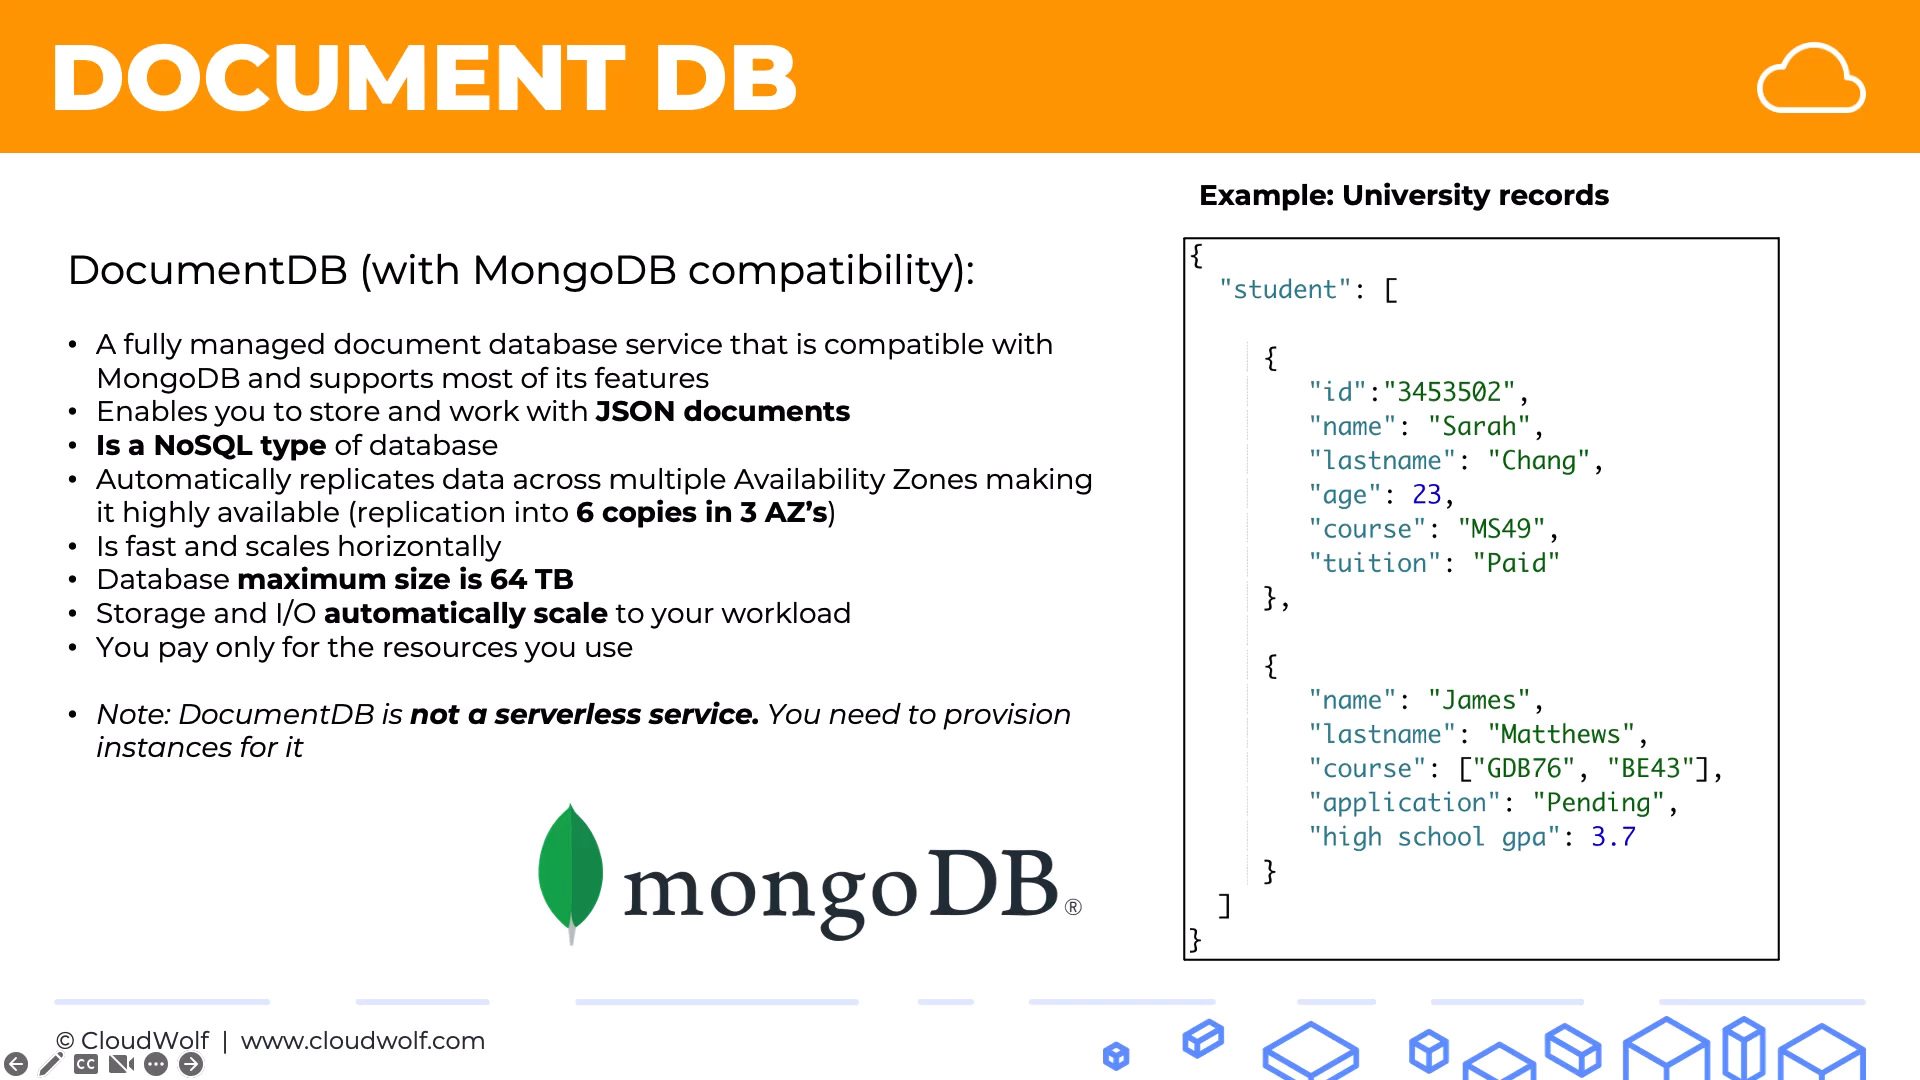 DOCUMENT DB
DocumentDB (with MongoDB compatibility):
• A fully managed document database service that is compatible with
MongoDB and supports most of its features
• Enables you to store and work with JSON documents
• Is a NoSQL type of database
• Automatically replicates data across multiple Availability Zones making
it highly available (replication into 6 copies in 3 AZ’s)
• Is fast and scales horizontally
• Database maximum size is 64 TB
• Storage and I/O automatically scale to your workload
• You pay only for the resources you use
• Note: DocumentDB is not a serverless service. You need to provision
instances for it
mongoDB®
Example: University records
{
"student": [
{
"id":"3453502",
"name": "Sarah",
"lastname": "Chang",
"age": 23,
"course": "MS49",
"tuition": "Paid"
},
{
"name": "James",
"lastname": "Matthews",
"course": ["GDB76", "BE43"],
"application": "Pending",
"high school gpa": 3.7
}
]
}
© CloudWolf | www.cloudwolf.com
CC